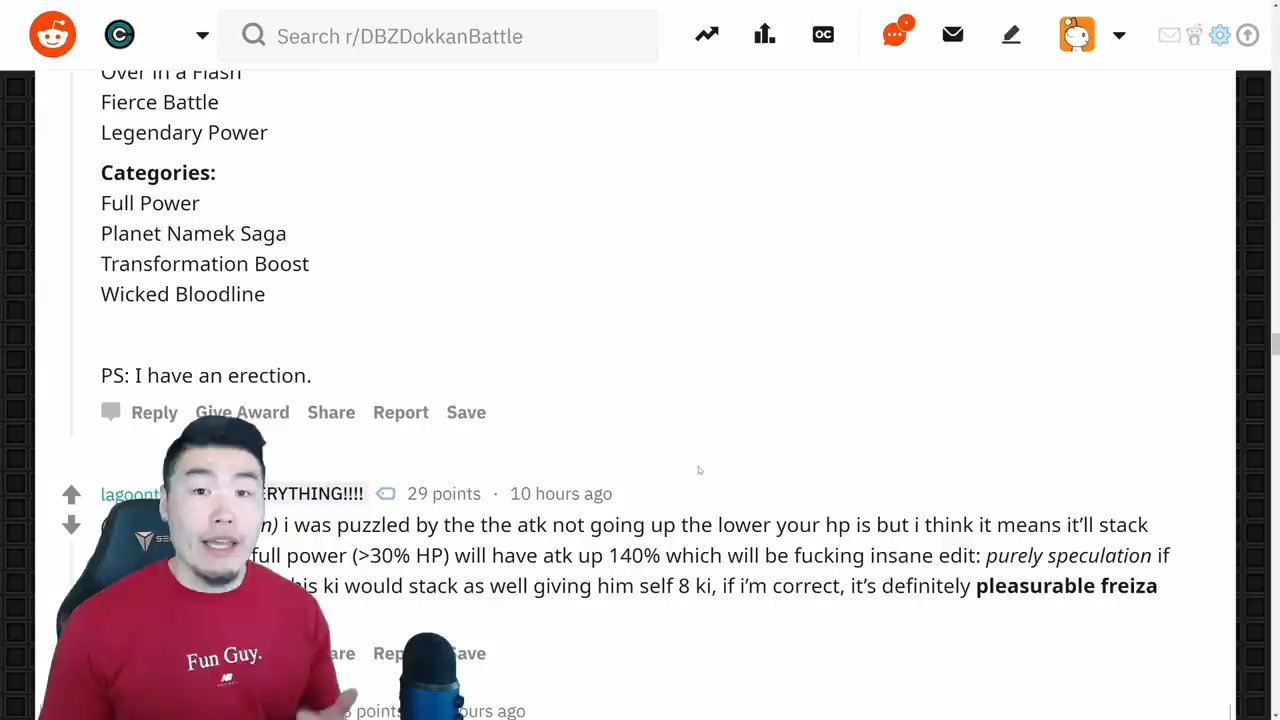 Search r/DBZDokkanBattle
Over in a Flash
Fierce Battle
Legendary Power
Categories:
Full Power
Planet Namek Saga
Transformation Boost
Wicked Bloodline
PS: I have an erection.
Reply Give Award Share Report Save
lagoont ERYTHING!!!! 29 points · 10 hours ago
i was puzzled by the the atk not going up the lower your hp is but i think it means it'll stack
full power (>30% HP) will have atk up 140% which will be fucking insane edit: purely speculation if
his ki would stack as well giving him self 8 ki, if i'm correct, it's definitely pleasurable freiza
Fun Guy.